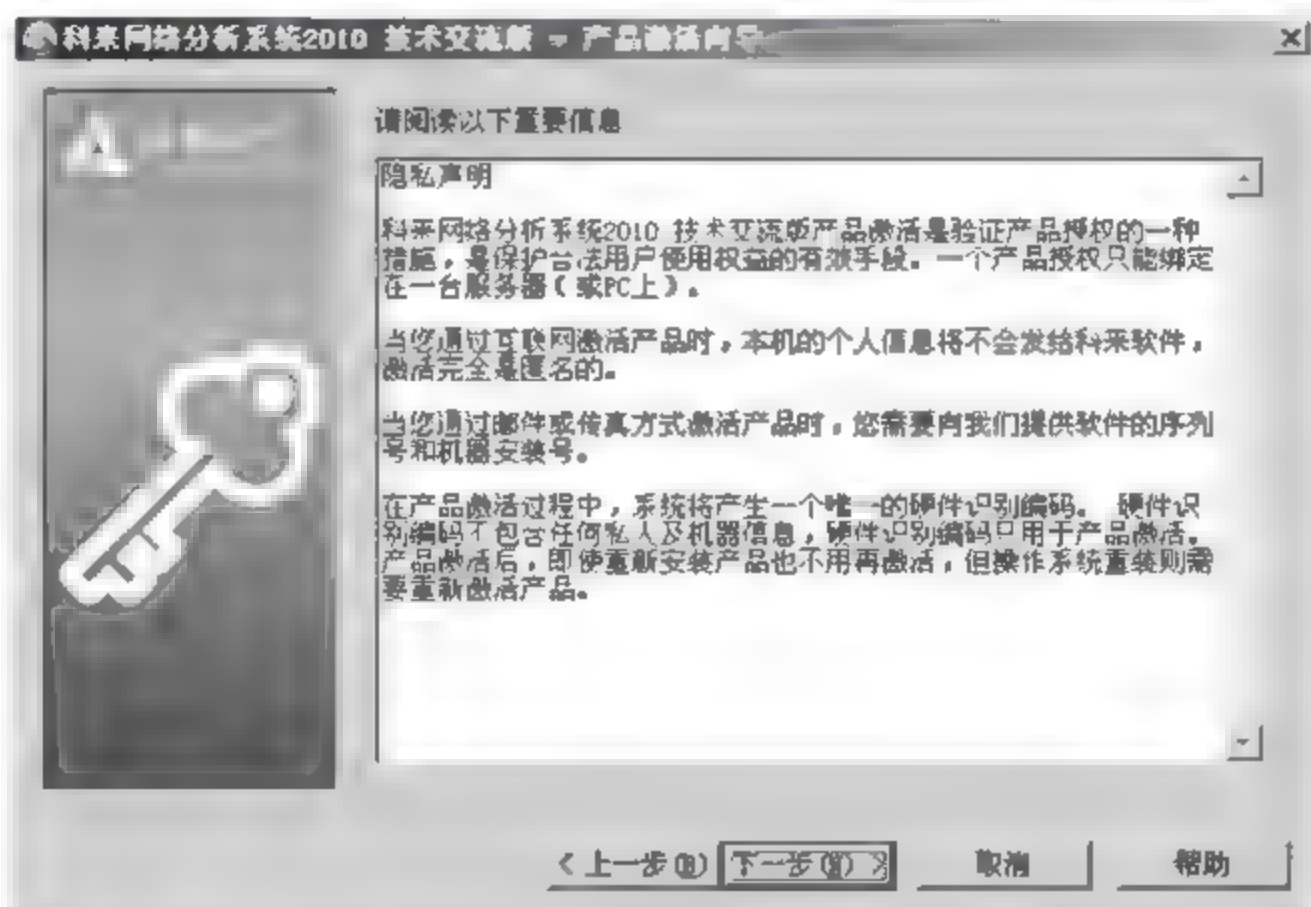 科来网络分析系统2010 技术交流版 - 产品激活向导
请阅读以下重要信息
隐私声明
科来网络分析系统2010 技术交流版产品激活是验证产品授权的一种
措施，是保护合法用户使用权益的有效手段。一个产品授权只能绑定
在一台服务器(或PC上)。
当您通过互联网激活产品时，本机的个人信息将不会发给科来软件，
激活完全是匿名的。
当您通过邮件或传真方式激活产品时，您需要向我们提供软件的序列
号和机器安装号。
在产品激活过程中，系统将产生一个唯一的硬件识别编码。 硬件识
别编码不包含任何私人及机器信息，硬件识别编码只用于产品激活。
产品激活后，即使重新安装产品也不用再激活，但操作系统重装则需
要重新激活产品。
<上一步(B) 下一步(N)> 取消 帮助